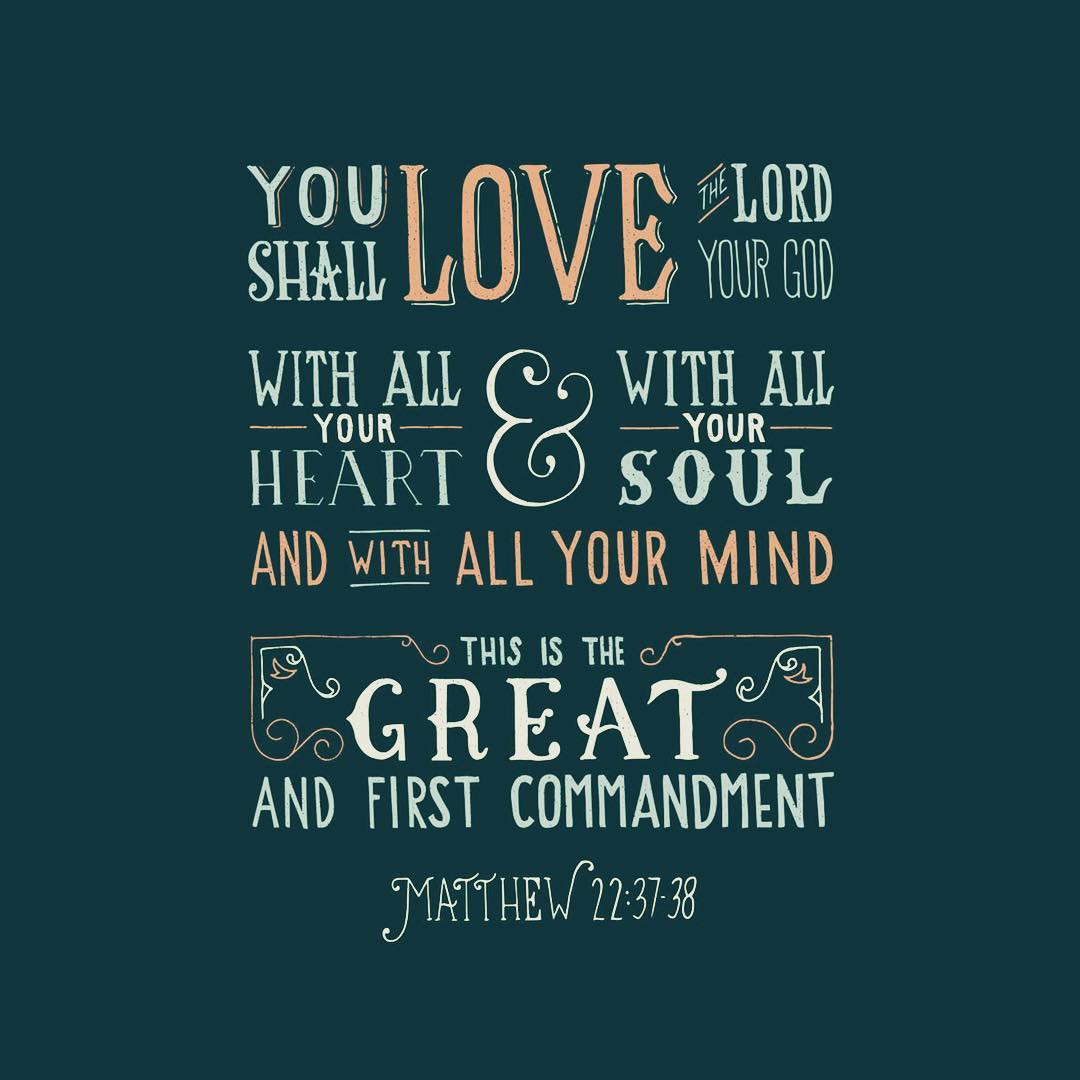 YOU SHALL LOVE THE LORD YOUR GOD
WITH ALL YOUR HEART & WITH ALL YOUR SOUL
AND WITH ALL YOUR MIND
THIS IS THE
GREAT
AND FIRST COMMANDMENT
MATTHEW 22:37-38